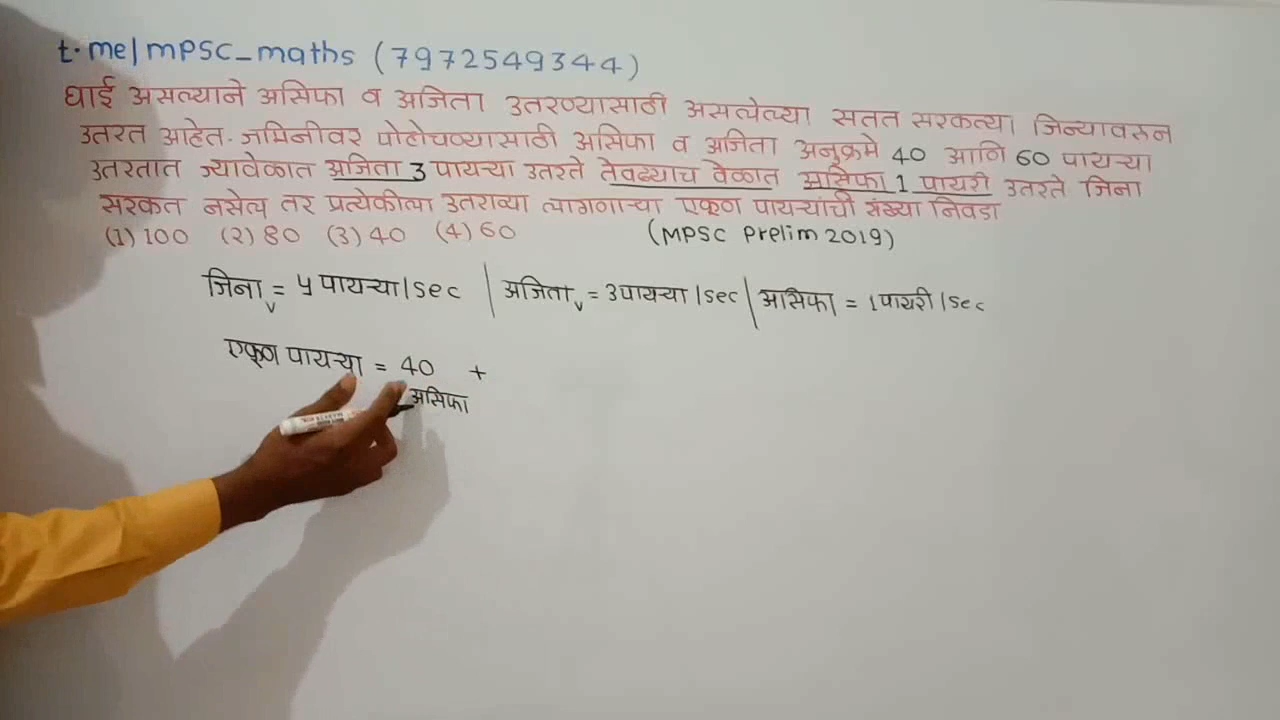 t.me/mpsc_maths (7972549344)
घाई असल्याने असिफा व अजिता उतरण्यासाठी असलेल्या सतत सरकत्या जिन्यावरून
उतरत आहेत. जमिनीवर पोहोचण्यासाठी असिफा व अजिता अनुक्रमे 40 आणि 60 पायऱ्या
उतरतात ज्यावेळात अजिता 3 पायऱ्या उतरते तेवढ्याच वेळात असिफा 1 पायरी उतरते जिना
सरकत नसेल तर प्रत्येकीला उतराव्या लागणाऱ्या एकूण पायऱ्यांची संख्या निवडा
(1) 100 (२) 80 (3) 40 (4) 60 (MPSC Prelim 2019)
जिना v = y पायऱ्या/sec | अजिता v = 3 पायऱ्या/sec | असिफा = 1 पायरी/sec
एकूण पायऱ्या = 40 +
असिफा